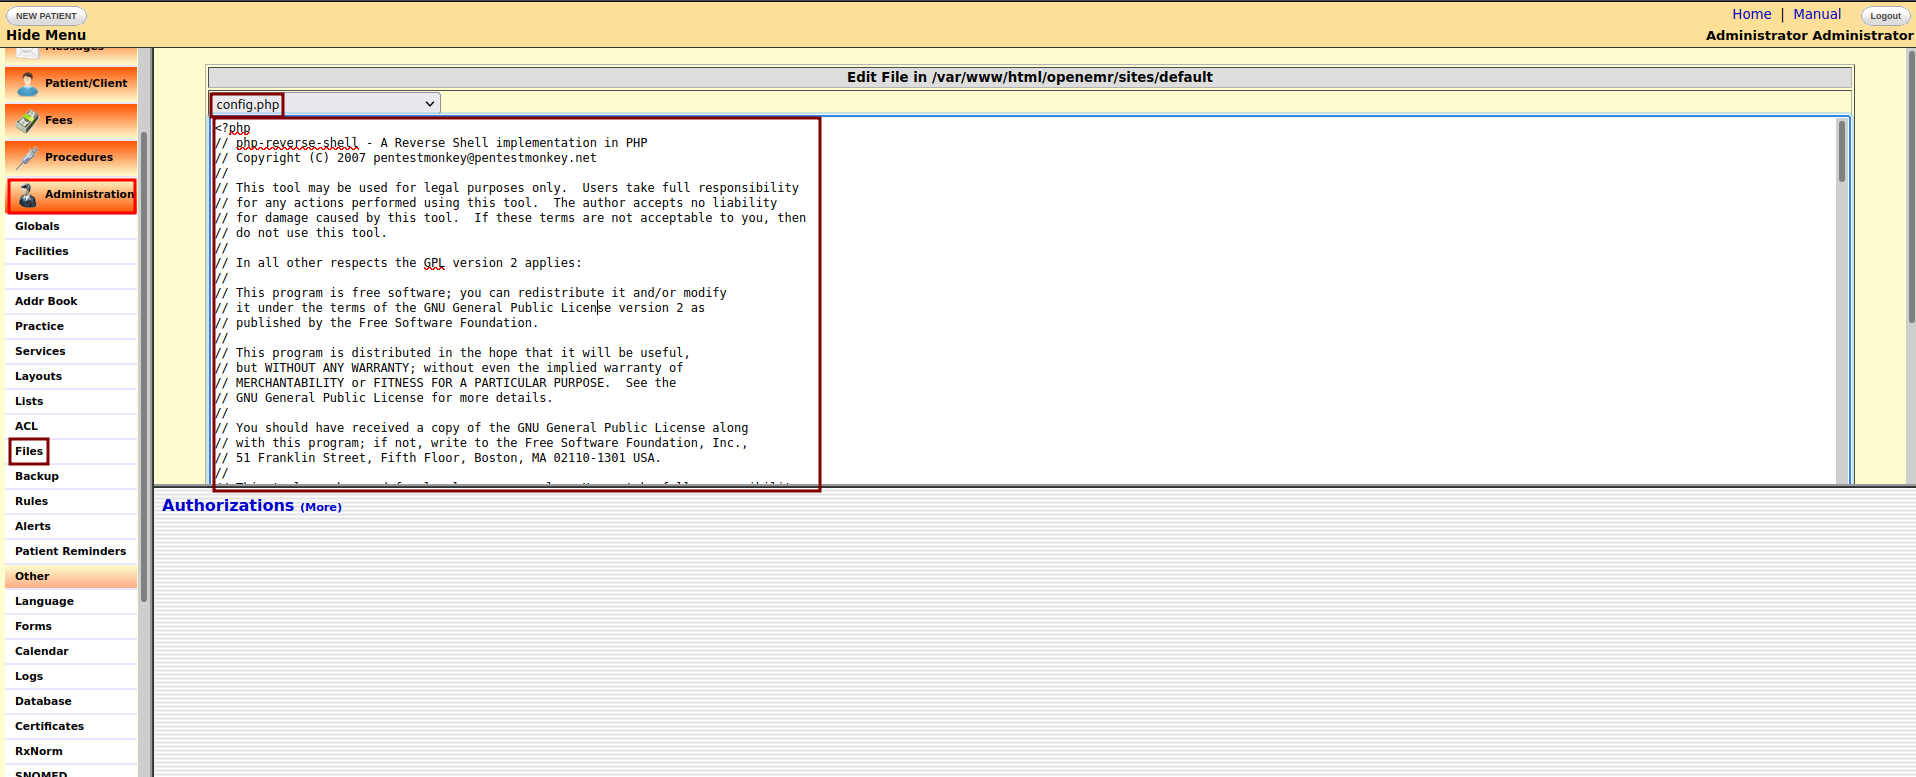 NEW PATIENT
Hide Menu
Home | Manual
Logout
Administrator Administrator
Messages
Patient/Client
Fees
Procedures
Administration
Globals
Facilities
Users
Addr Book
Practice
Services
Layouts
Lists
ACL
Files
Backup
Rules
Alerts
Patient Reminders
Other
Language
Forms
Calendar
Logs
Database
Certificates
RxNorm
SNOMED
Edit File in /var/www/html/openemr/sites/default
config.php
<?php
// php-reverse-shell - A Reverse Shell implementation in PHP
// Copyright (C) 2007 pentestmonkey@pentestmonkey.net
//
// This tool may be used for legal purposes only.  Users take full responsibility
// for any actions performed using this tool.  The author accepts no liability
// for damage caused by this tool.  If these terms are not acceptable to you, then
// do not use this tool.
//
// In all other respects the GPL version 2 applies:
//
// This program is free software; you can redistribute it and/or modify
// it under the terms of the GNU General Public License version 2 as
// published by the Free Software Foundation.
//
// This program is distributed in the hope that it will be useful,
// but WITHOUT ANY WARRANTY; without even the implied warranty of
// MERCHANTABILITY or FITNESS FOR A PARTICULAR PURPOSE.  See the
// GNU General Public License for more details.
//
// You should have received a copy of the GNU General Public License along
// with this program; if not, write to the Free Software Foundation, Inc.,
// 51 Franklin Street, Fifth Floor, Boston, MA 02110-1301 USA.
//
Authorizations (More)